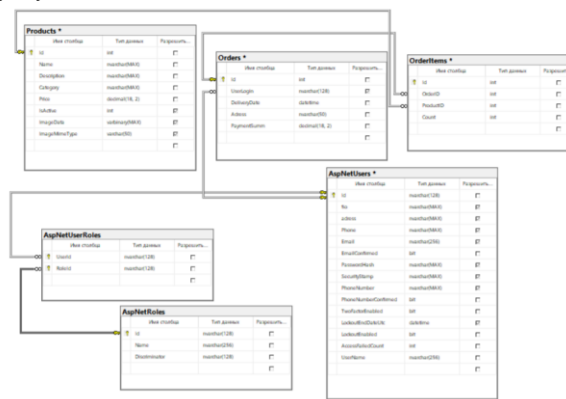 Products *
Имя столбца Тип данных Разрешить...
Id int
Name nvarchar(MAX)
Description nvarchar(MAX)
Category nvarchar(MAX)
Price decimal(18, 2)
IsActive int
ImageData varbinary(MAX)
ImageMimeType varchar(50)
Orders *
Имя столбца Тип данных Разрешить...
Id int
UserLogin nvarchar(128)
DeliveryDate datetime
Adress nvarchar(50)
PaymentSumm decimal(18, 2)
OrderItems *
Имя столбца Тип данных Разрешить...
Id int
OrderID int
ProductID int
Count int
AspNetUsers *
Имя столбца Тип данных Разрешить...
Id nvarchar(128)
nvarchar(MAX)
adress nvarchar(MAX)
Phone nvarchar(MAX)
Email nvarchar(256)
EmailConfirmed bit
PasswordHash nvarchar(MAX)
SecurityStamp nvarchar(MAX)
PhoneNumber nvarchar(MAX)
PhoneNumberConfirmed bit
TwoFactorEnabled bit
LockoutEndDateUtc datetime
LockoutEnabled bit
AccessFailedCount int
UserName nvarchar(256)
AspNetUserRoles
Имя столбца Тип данных Разрешить...
UserId nvarchar(128)
RoleId nvarchar(128)
AspNetRoles
Имя столбца Тип данных Разрешить...
Id nvarchar(128)
Name nvarchar(256)
Discriminator nvarchar(128)